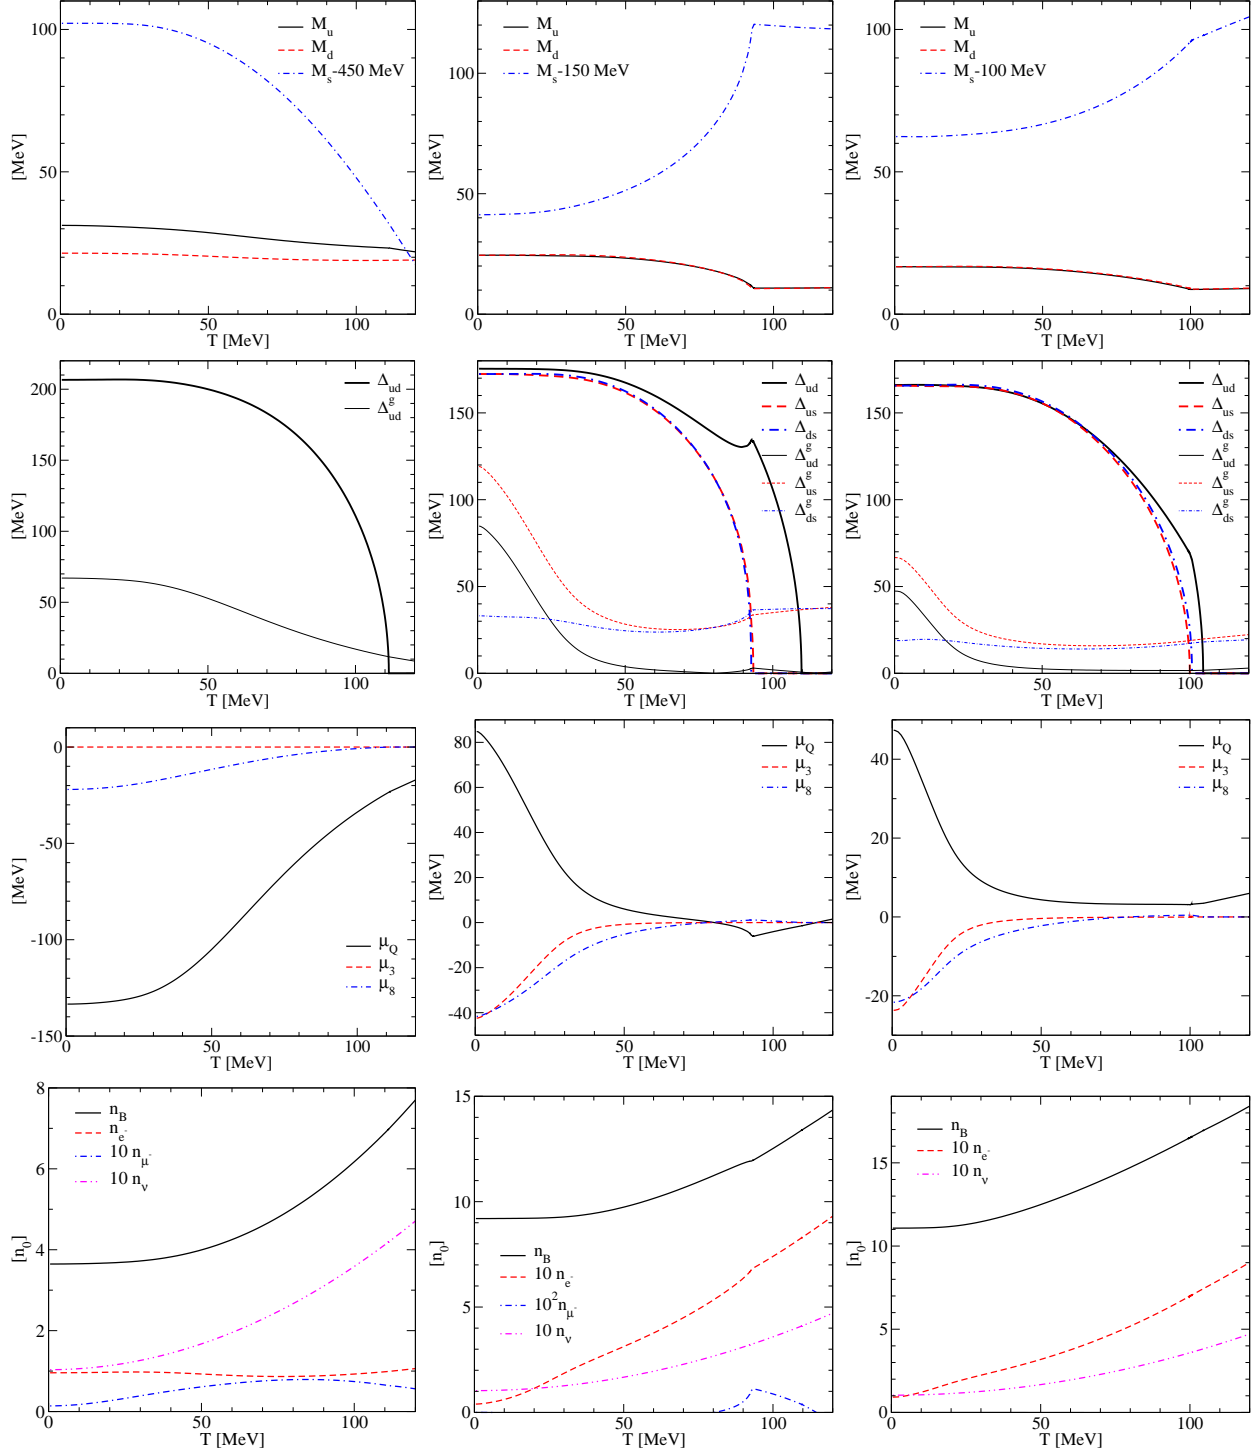 100
50
0
[MeV]
M_u
M_d
M_s-450 MeV
0 50 100
T [MeV]
100
50
0
[MeV]
M_u
M_d
M_s-150 MeV
0 50 100
T [MeV]
100
50
0
[MeV]
M_u
M_d
M_s-100 MeV
0 50 100
T [MeV]
200
150
100
50
0
[MeV]
Δ_ud
Δ^g_ud
0 50 100
T [MeV]
150
100
50
0
[MeV]
Δ_ud
Δ_us
Δ_ds
Δ^g_ud
Δ^g_us
Δ^g_ds
0 50 100
T [MeV]
150
100
50
0
[MeV]
Δ_ud
Δ_us
Δ_ds
Δ^g_ud
Δ^g_us
Δ^g_ds
0 50 100
T [MeV]
0
-50
-100
-150
[MeV]
μ_Q
μ_3
μ_8
0 50 100
T [MeV]
80
60
40
20
0
-20
-40
[MeV]
μ_Q
μ_3
μ_8
0 50 100
T [MeV]
40
20
0
-20
[MeV]
μ_Q
μ_3
μ_8
0 50 100
T [MeV]
8
6
4
2
0
[n_0]
n_B
n_e^-
10 n_μ^-
10 n_ν
0 50 100
T [MeV]
15
10
5
0
[n_0]
n_B
10 n_e^-
10^2 n_μ^-
10 n_ν
0 50 100
T [MeV]
15
10
5
0
[n_0]
n_B
10 n_e^-
10 n_ν
0 50 100
T [MeV]